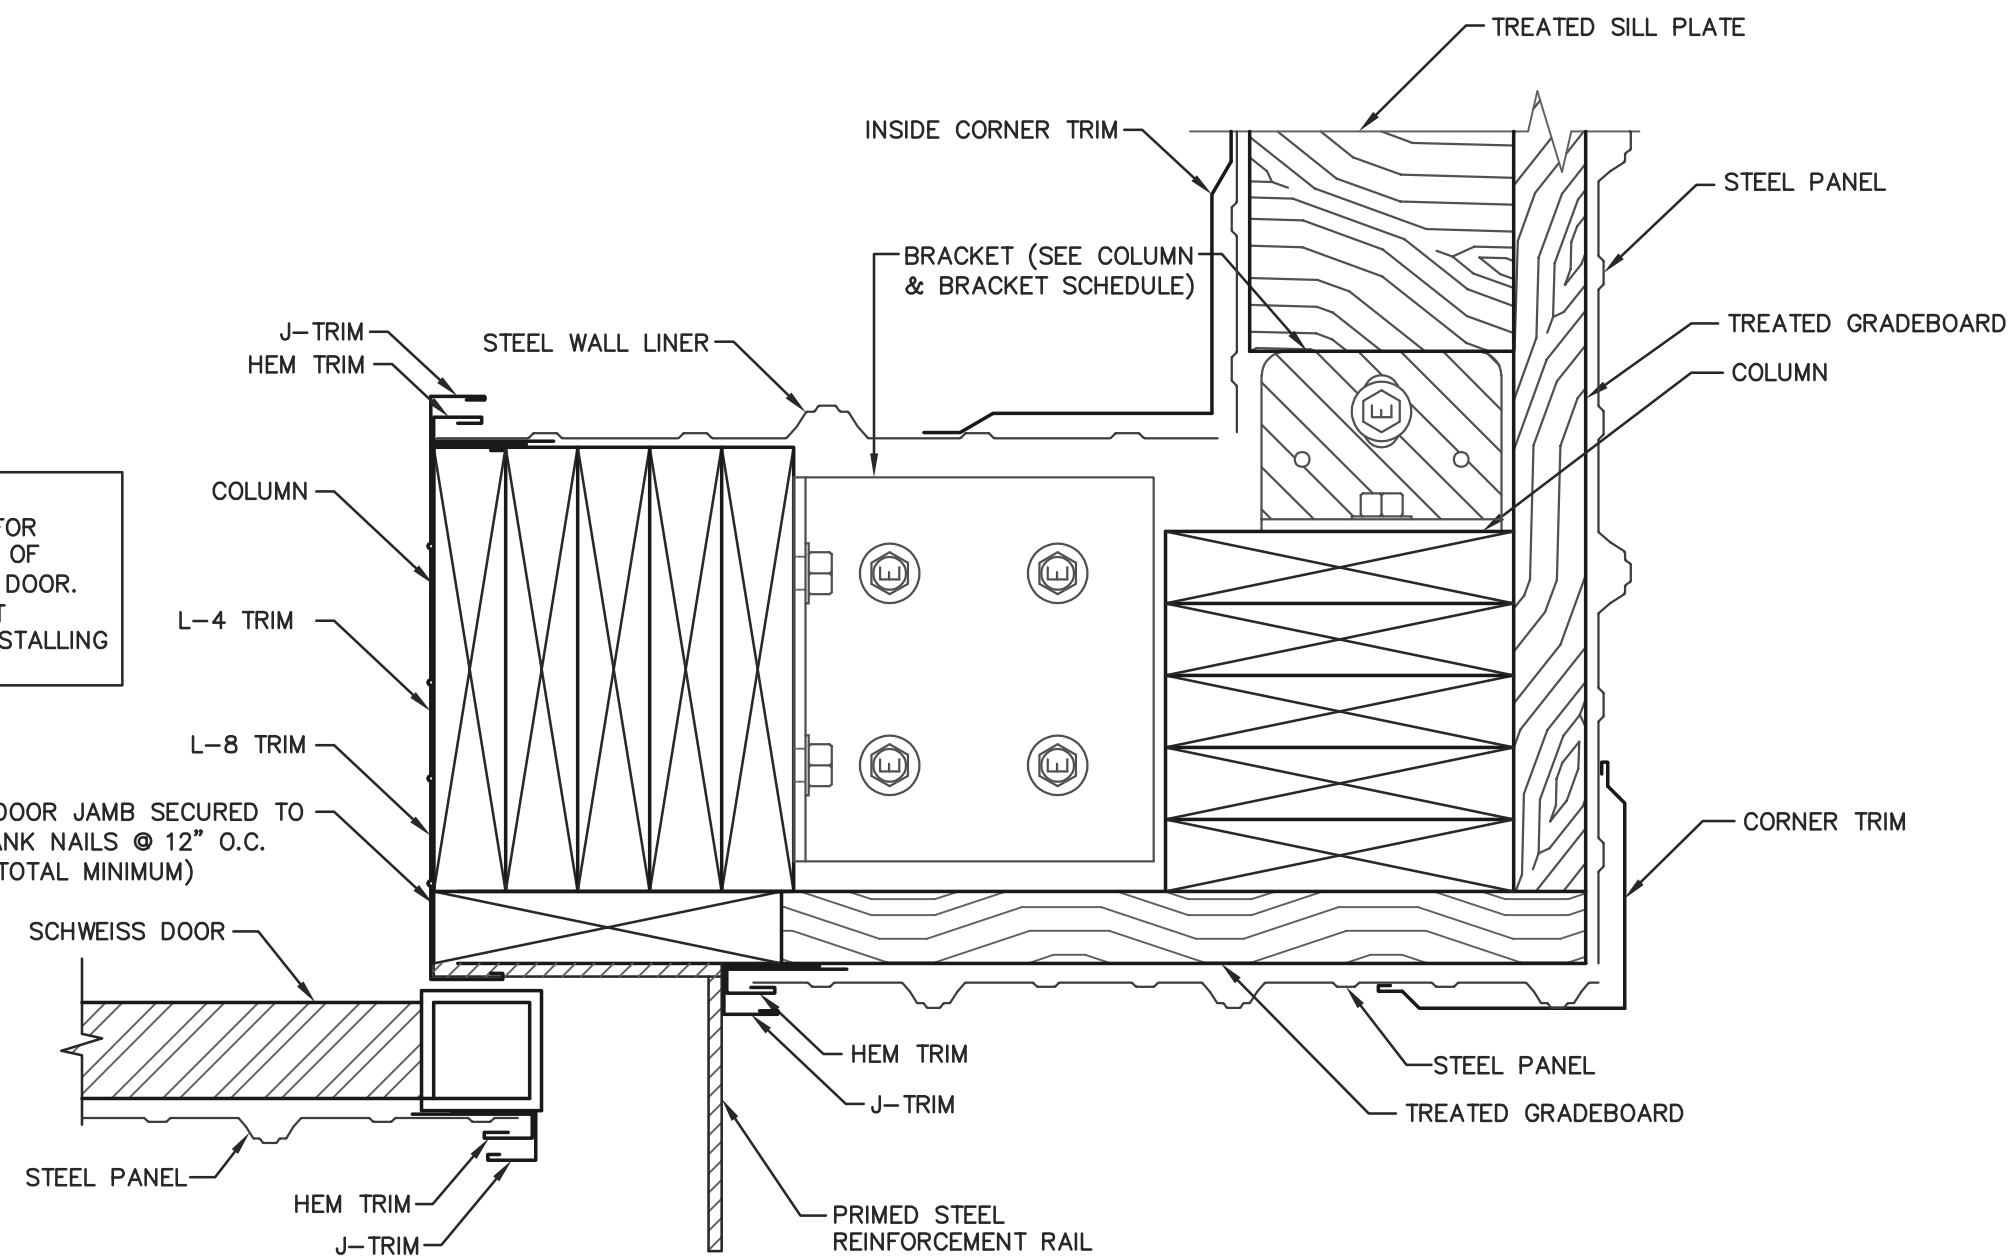 TREATED SILL PLATE
INSIDE CORNER TRIM
STEEL PANEL
BRACKET (SEE COLUMN
& BRACKET SCHEDULE)
TREATED GRADEBOARD
J-TRIM
HEM TRIM
STEEL WALL LINER
COLUMN
COLUMN
FOR
OF
DOOR.
L-4 TRIM
L-8 TRIM
DOOR JAMB SECURED TO
NAILS @ 12" O.C.
TOTAL MINIMUM)
CORNER TRIM
SCHWEISS DOOR
HEM TRIM
J-TRIM
STEEL PANEL
TREATED GRADEBOARD
STEEL PANEL
HEM TRIM
J-TRIM
PRIMED STEEL
REINFORCEMENT RAIL
E
E
E
E
E